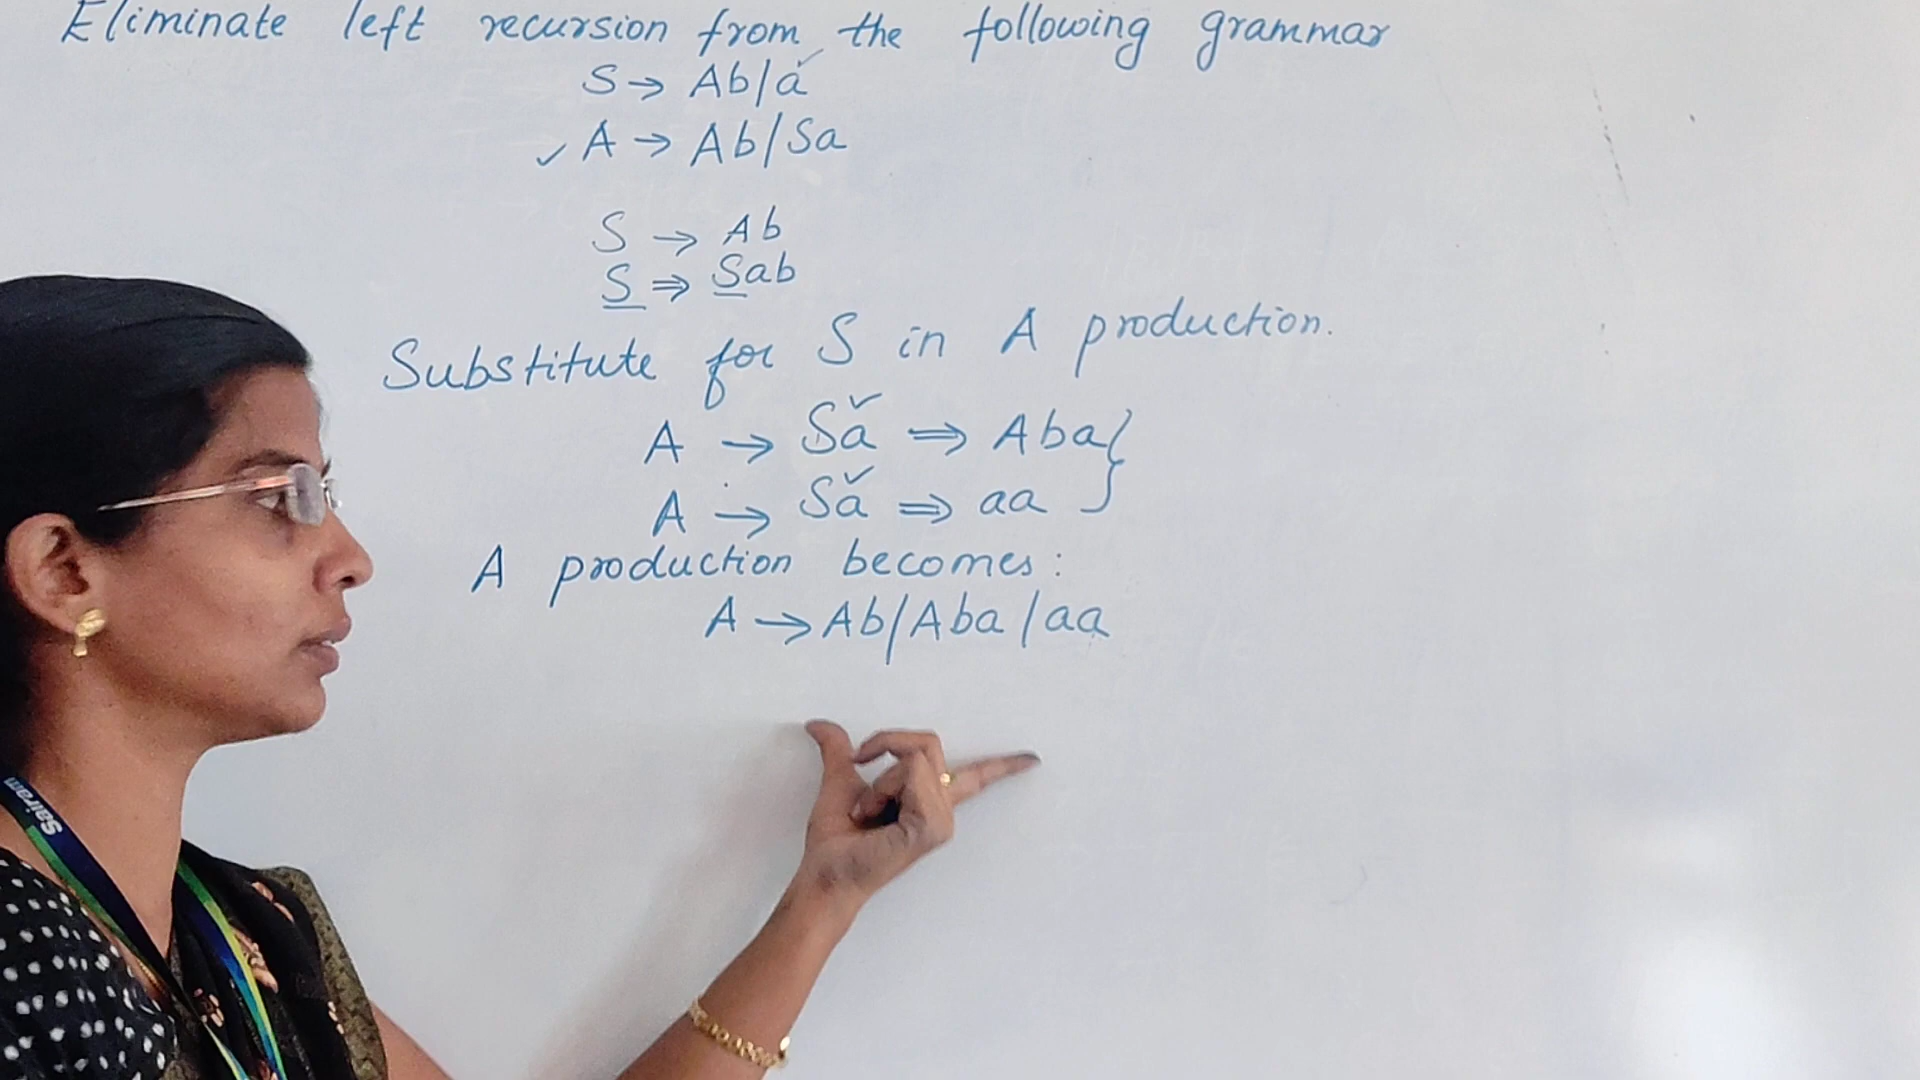 Eliminate left recursion from the following grammar
S → Ab/a ✓
✓ A → Ab/Sa
S → Ab
S ⇒ Sab
Substitute for S in A production.
A → Sa ✓ ⇒ Aba }
A → Sa ✓ ⇒ aa }
A production becomes:
A → Ab/Aba/aa
Sairam